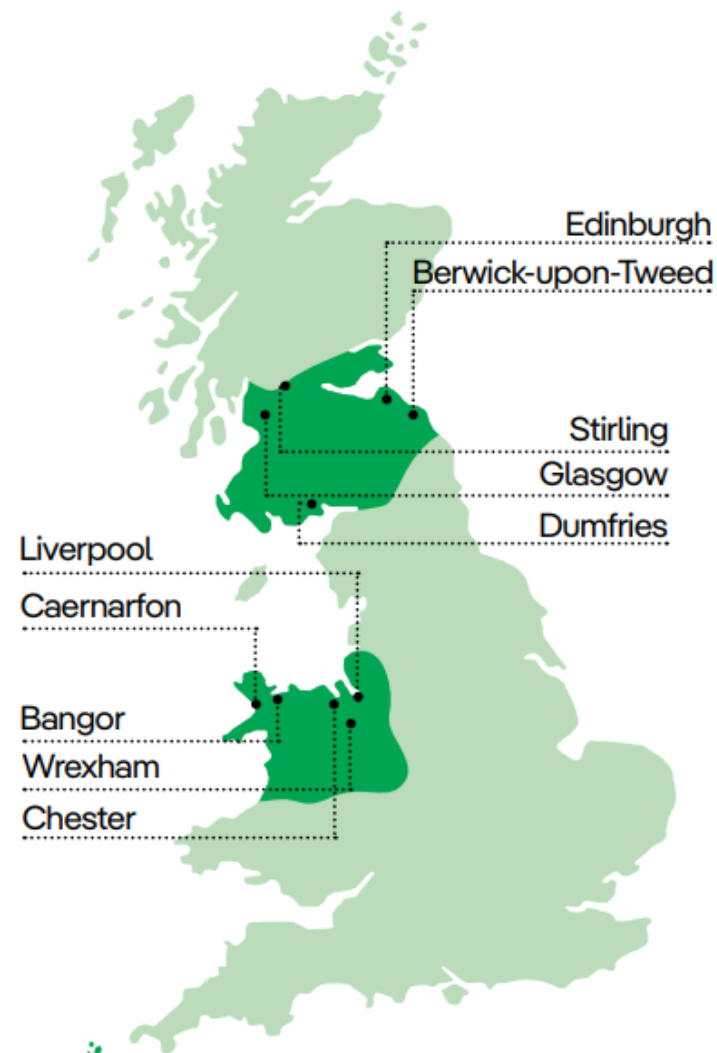 Edinburgh
Berwick-upon-Tweed
Stirling
Glasgow
Dumfries
Liverpool
Caernarfon
Bangor
Wrexham
Chester